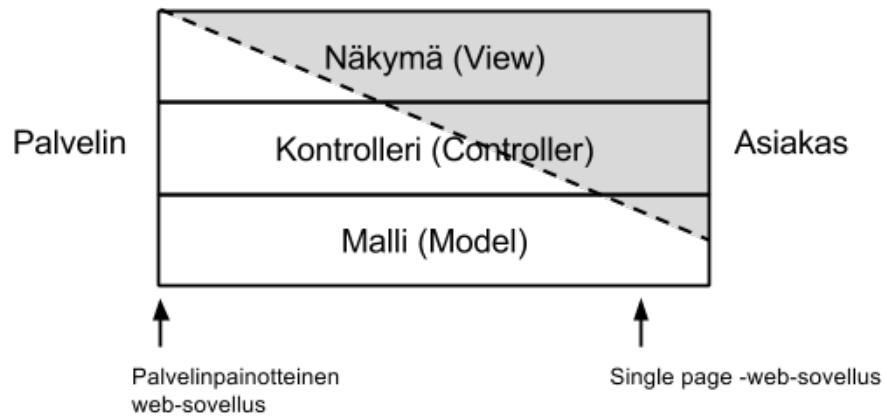 Näkymä (View)
Palvelin
Kontrolleri (Controller)
Asiakas
Malli (Model)
Palvelinpainotteinen
web-sovellus
Single page -web-sovellus